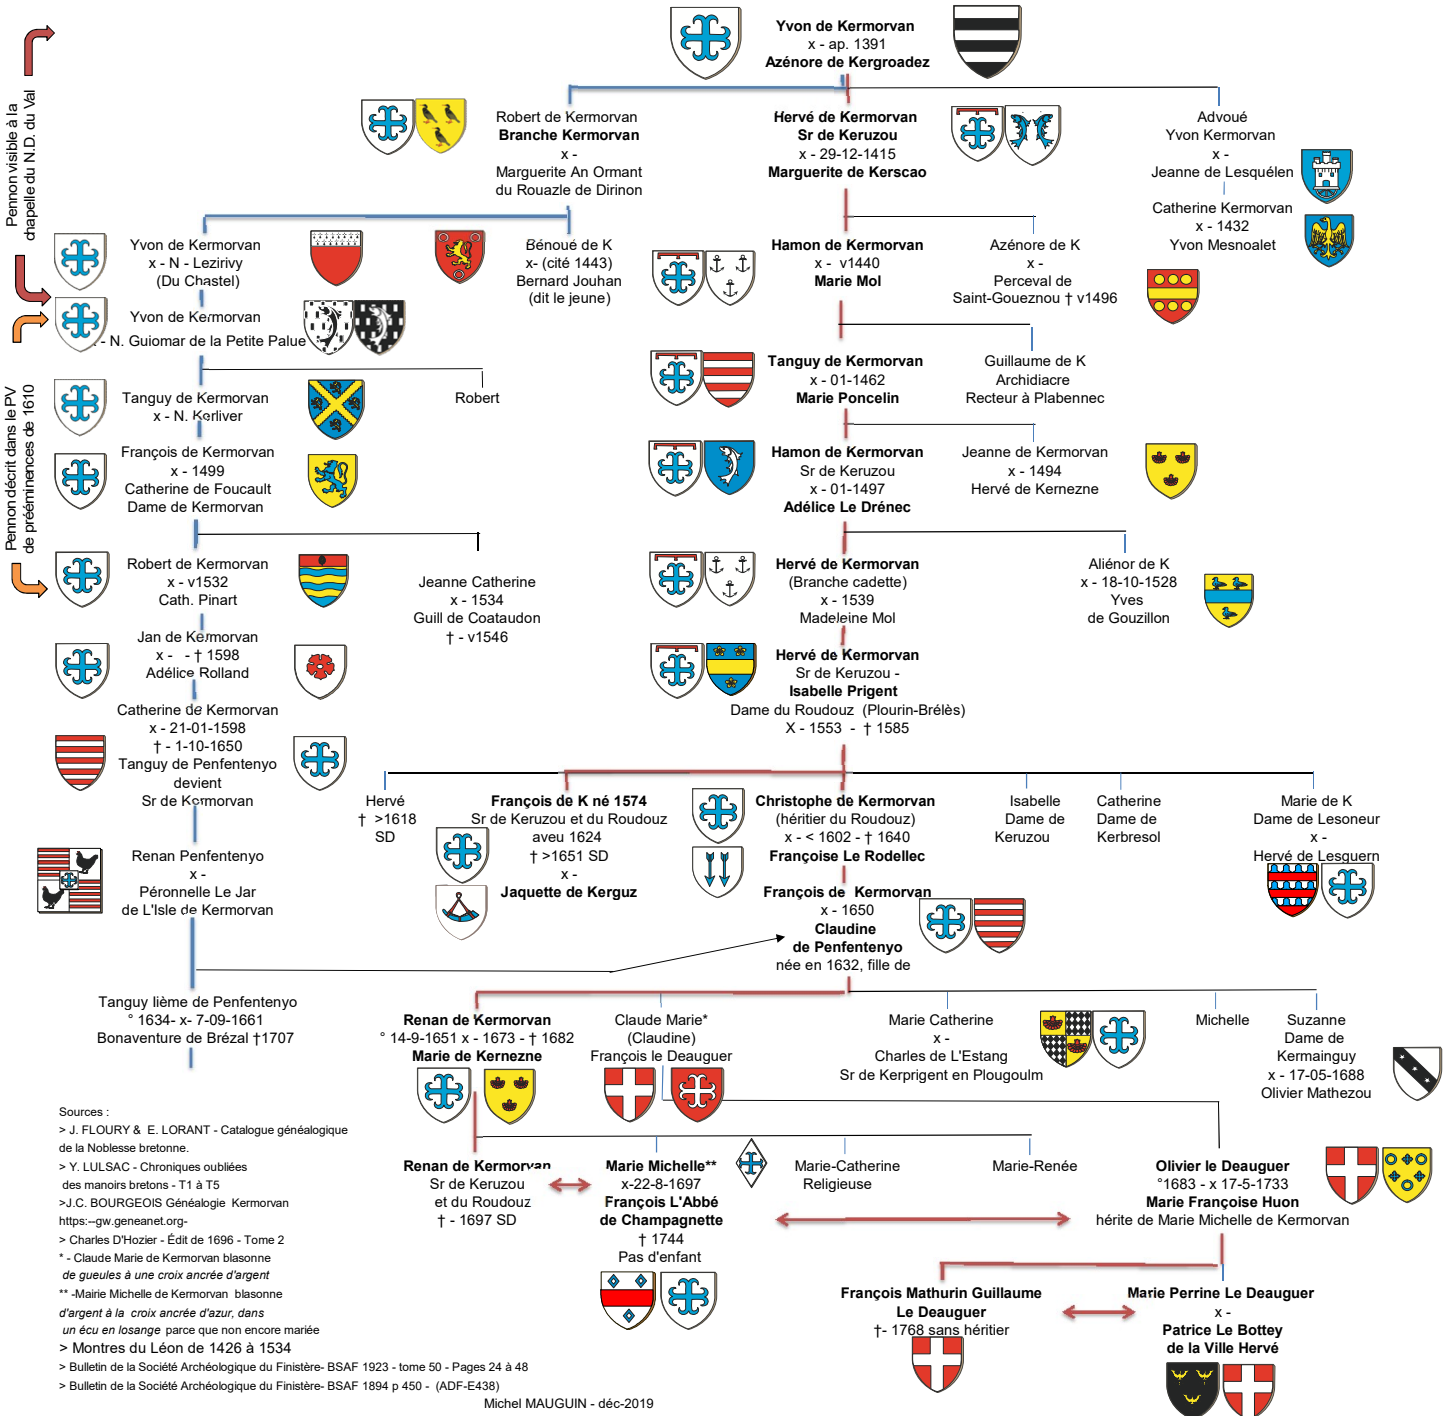 Yvon de Kermorvan
x - ap. 1391
Azénore de Kergroadez
Pennon visible à la
chapelle du N.D. du Val
Robert de Kermorvan
Branche Kermorvan
x -
Marguerite An Ormant
du Rouazle de Dirinon
Hervé de Kermorvan
Sr de Keruzou
x - 29-12-1415
Marguerite de Kerscao
Advoué
Yvon Kermorvan
x -
Jeanne de Lesquélen
Catherine Kermorvan
x - 1432
Yvon Mesnoalet
Yvon de Kermorvan
x - N - Lezirivy
(Du Chastel)
Bénoué de K
x- (cité 1443)
Bernard Jouhan
(dit le jeune)
Hamon de Kermorvan
x - v1440
Marie Mol
Azénore de K
x -
Perceval de
Saint-Goueznou † v1496
Yvon de Kermorvan
- N. Guiomar de la Petite Palue
Pennon décrit dans le PV
de prééminences de 1610
Tanguy de Kermorvan
x - N. Kerliver
Robert
Tanguy de Kermorvan
x - 01-1462
Marie Poncelin
Guillaume de K
Archidiacre
Recteur à Plabennec
François de Kermorvan
x - 1499
Catherine de Foucault
Dame de Kermorvan
Hamon de Kermorvan
Sr de Keruzou
x - 01-1497
Adélice Le Drénec
Jeanne de Kermorvan
x - 1494
Hervé de Kernezne
Robert de Kermorvan
x - v1532
Cath. Pinart
Jeanne Catherine
x - 1534
Guill de Coataudon
† - v1546
Hervé de Kermorvan
(Branche cadette)
x - 1539
Madeleine Mol
Aliénor de K
x - 18-10-1528
Yves
de Gouzillon
Jan de Kermorvan
x - - † 1598
Adélice Rolland
Hervé de Kermorvan
Sr de Keruzou -
Isabelle Prigent
Dame du Roudouz (Plourin-Brélès)
X - 1553 - † 1585
Catherine de Kermorvan
x - 21-01-1598
† - 1-10-1650
Tanguy de Penfentenyo
devient
Sr de Kermorvan
Hervé
† >1618
SD
François de K né 1574
Sr de Keruzou et du Roudouz
aveu 1624
† >1651 SD
x -
Jaquette de Kerguz
Christophe de Kermorvan
(héritier du Roudouz)
x - < 1602 - † 1640
Françoise Le Rodellec
Isabelle
Dame de
Keruzou
Catherine
Dame de
Kerbresol
Marie de K
Dame de Lesoneur
x -
Hervé de Lesguern
Renan Penfentenyo
x -
Péronnelle Le Jar
de L'Isle de Kermorvan
François de Kermorvan
x - 1650
Claudine
de Penfentenyo
née en 1632, fille de
Tanguy Iième de Penfentenyo
° 1634- x- 7-09-1661
Bonaventure de Brézal †1707
Renan de Kermorvan
° 14-9-1651 x - 1673 - † 1682
Marie de Kernezne
Claude Marie*
(Claudine)
François le Deauguer
Marie Catherine
x -
Charles de L'Estang
Sr de Kerprigent en Plougoulm
Michelle
Suzanne
Dame de
Kermainguy
x - 17-05-1688
Olivier Mathezou
Renan de Kermorvan
Sr de Keruzou
et du Roudouz
† - 1697 SD
Marie Michelle**
x-22-8-1697
François L'Abbé
de Champagnette
† 1744
Pas d'enfant
Marie-Catherine
Religieuse
Marie-Renée
Olivier le Deauguer
°1683 - x 17-5-1733
Marie Françoise Huon
hérite de Marie Michelle de Kermorvan
François Mathurin Guillaume
Le Deauguer
†- 1768 sans héritier
Marie Perrine Le Deauguer
x -
Patrice Le Bottey
de la Ville Hervé
Sources :
> J. FLOURY & E. LORANT - Catalogue généalogique
de la Noblesse bretonne.
> Y. LULSAC - Chroniques oubliées
des manoirs bretons - T1 à T5
>J.C. BOURGEOIS Généalogie Kermorvan
https:--gw.geneanet.org-
> Charles D'Hozier - Édit de 1696 - Tome 2
* - Claude Marie de Kermorvan blasonne
de gueules à une croix ancrée d'argent
** -Mairie Michelle de Kermorvan blasonne
d'argent à la croix ancrée d'azur, dans
un écu en losange parce que non encore mariée
> Montres du Léon de 1426 à 1534
> Bulletin de la Société Archéologique du Finistère- BSAF 1923 - tome 50 - Pages 24 à 48
> Bulletin de la Société Archéologique du Finistère- BSAF 1894 p 450 - (ADF-E438)
Michel MAUGUIN - déc-2019